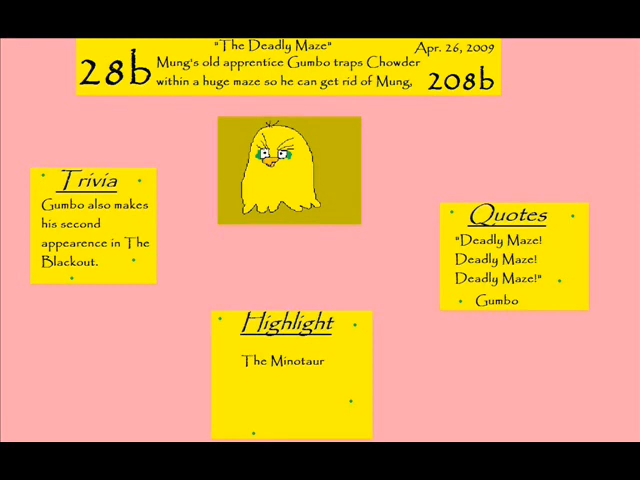 "The Deadly Maze"
Apr. 26, 2009
28b
Mung's old apprentice Gumbo traps Chowder
within a huge maze so he can get rid of Mung,
208b
Trivia
Gumbo also makes
his second
appearence in The
Blackout.
Quotes
"Deadly Maze!
Deadly Maze!
Deadly Maze!"
Gumbo
Highlight
The Minotaur